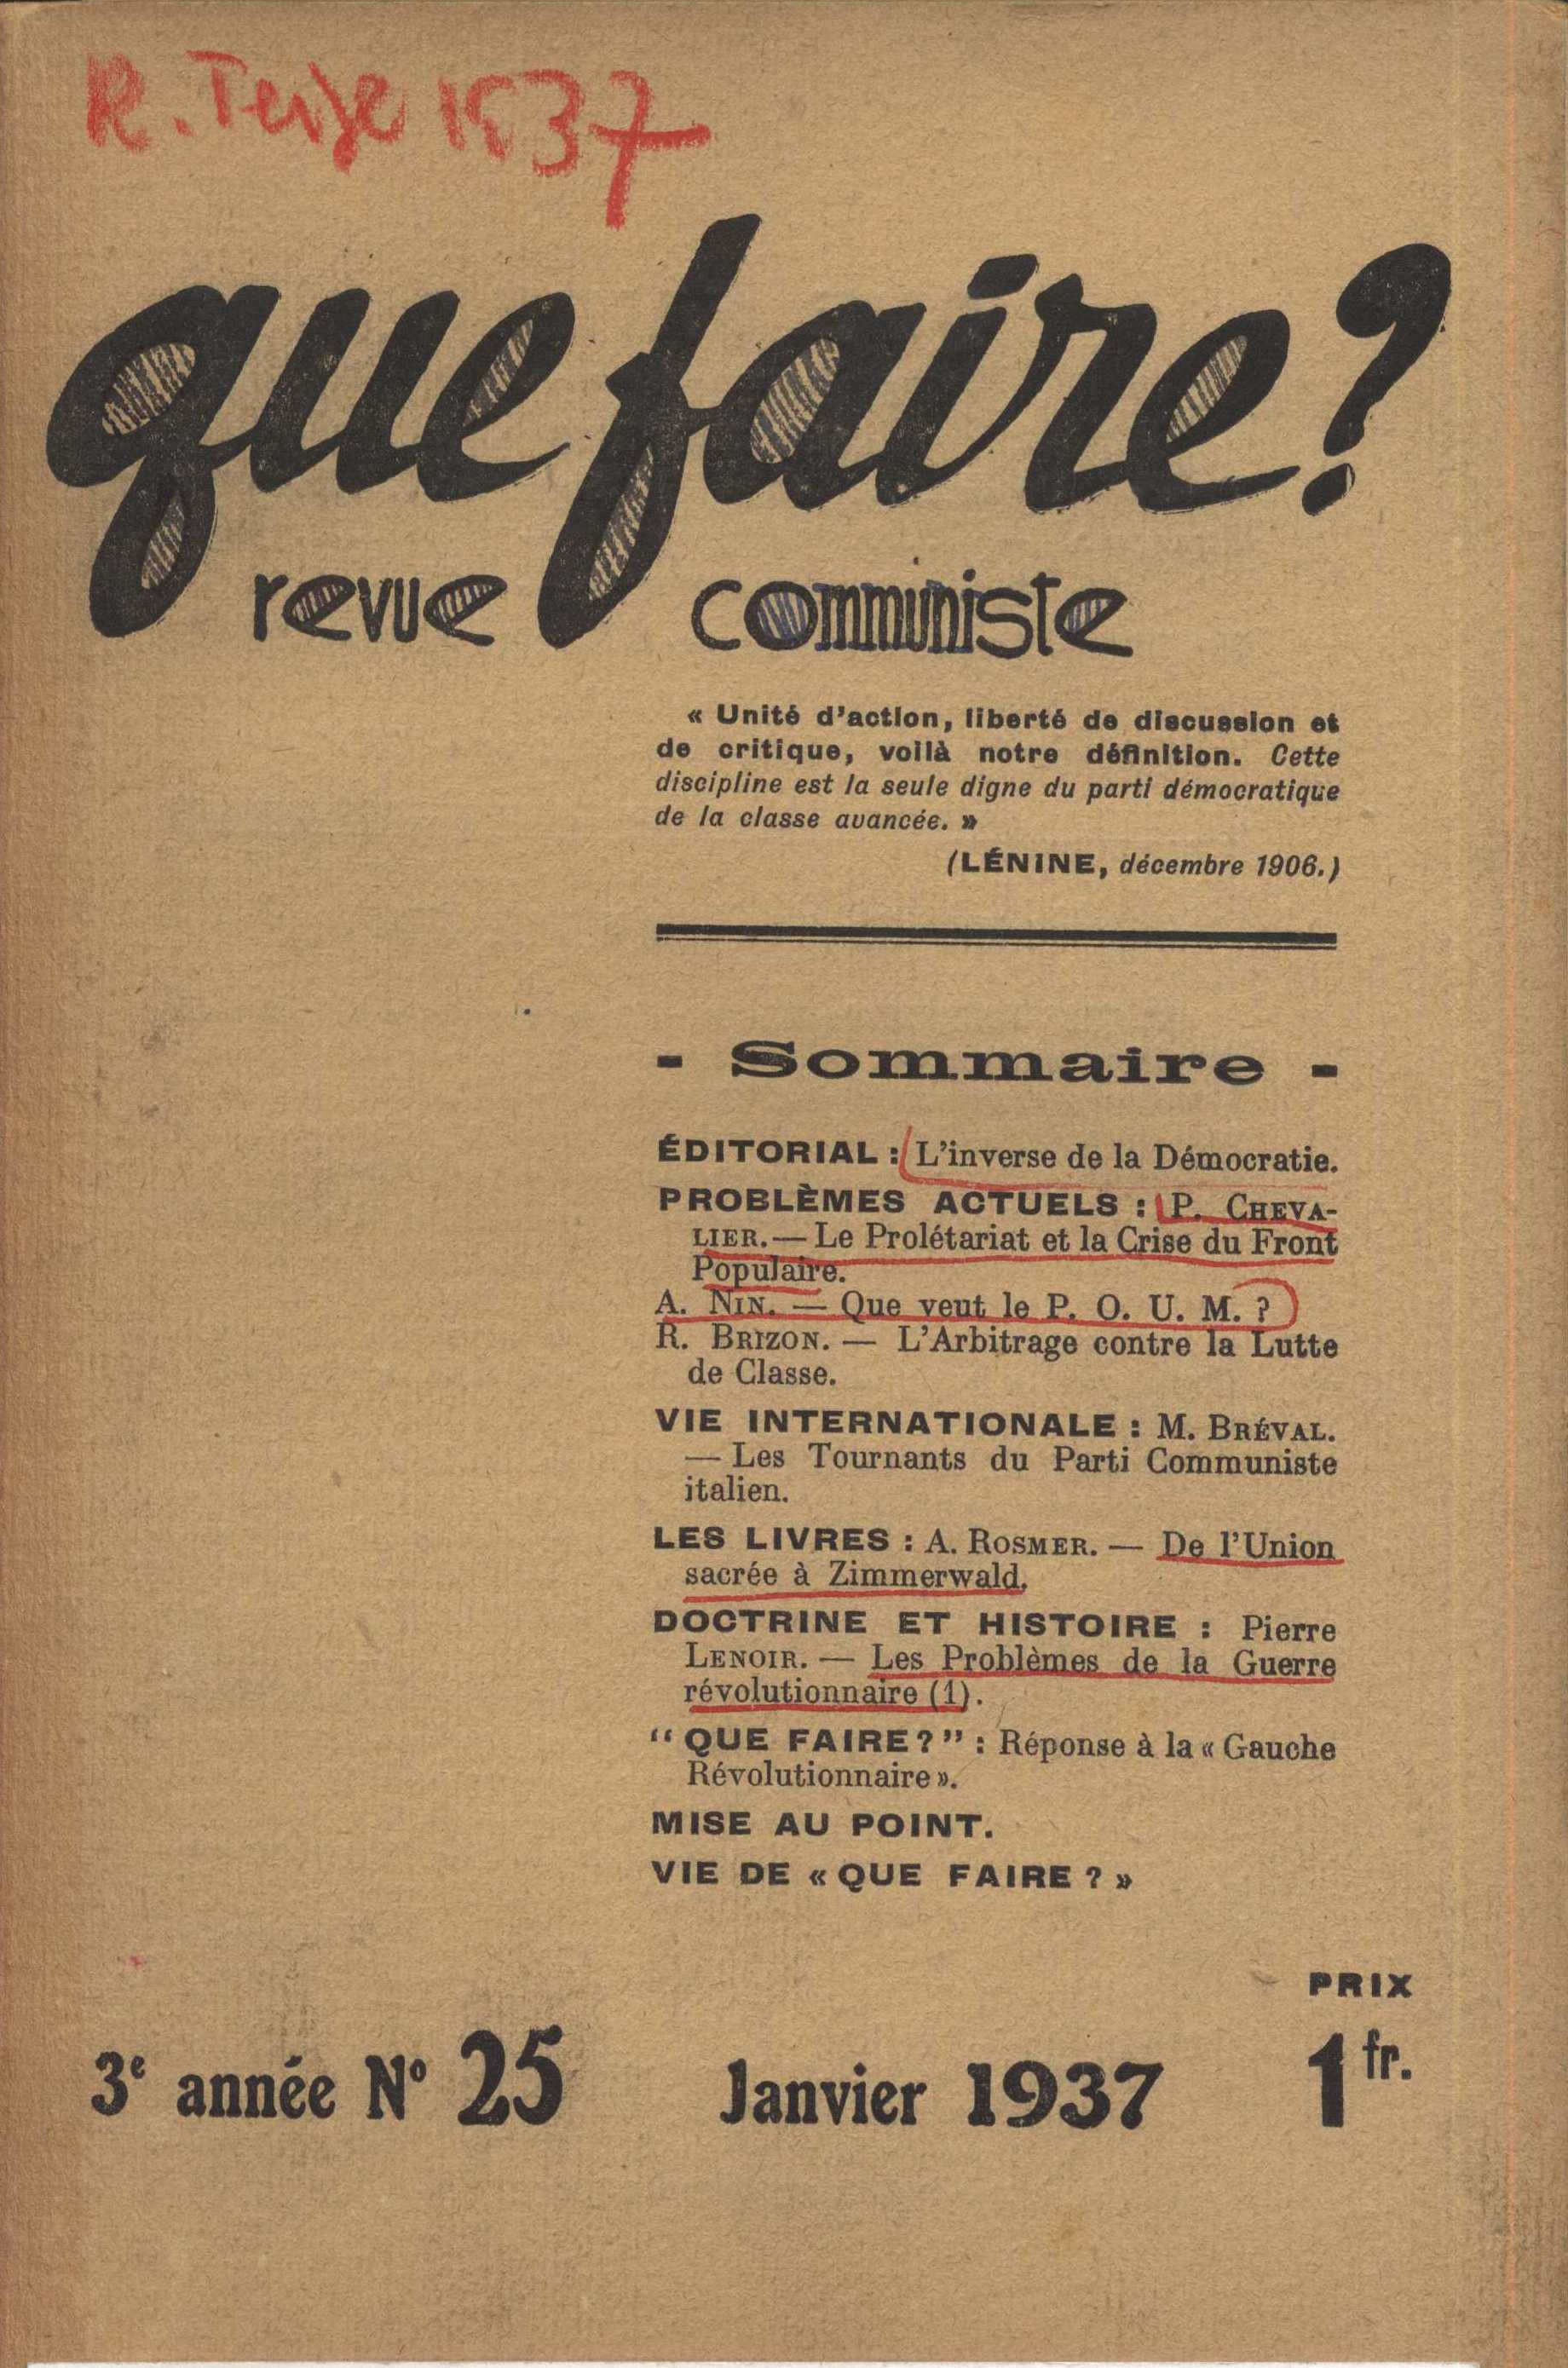 R. 1937
que faire?
revue communiste
« Unité d'action, liberté de discussion et
de critique, voilà notre définition. Cette
discipline est la seule digne du parti démocratique
de la classe avancée. »
(LÉNINE, décembre 1906.)
- Sommaire -
ÉDITORIAL : L'inverse de la Démocratie.
PROBLÈMES ACTUELS : P. CHEVA-
LIER. — Le Prolétariat et la Crise du Front
Populaire.
A. NIN. — Que veut le P. O. U. M. ?
R. BRIZON. — L'Arbitrage contre la Lutte
de Classe.
VIE INTERNATIONALE : M. BRÉVAL.
— Les Tournants du Parti Communiste
italien.
LES LIVRES : A. ROSMER. — De l'Union
sacrée à Zimmerwald.
DOCTRINE ET HISTOIRE : Pierre
LENOIR. — Les Problèmes de la Guerre
révolutionnaire (1).
“ QUE FAIRE ? ” : Réponse à la « Gauche
Révolutionnaire ».
MISE AU POINT.
VIE DE « QUE FAIRE ? »
PRIX
3e année N° 25 Janvier 1937 1 fr.